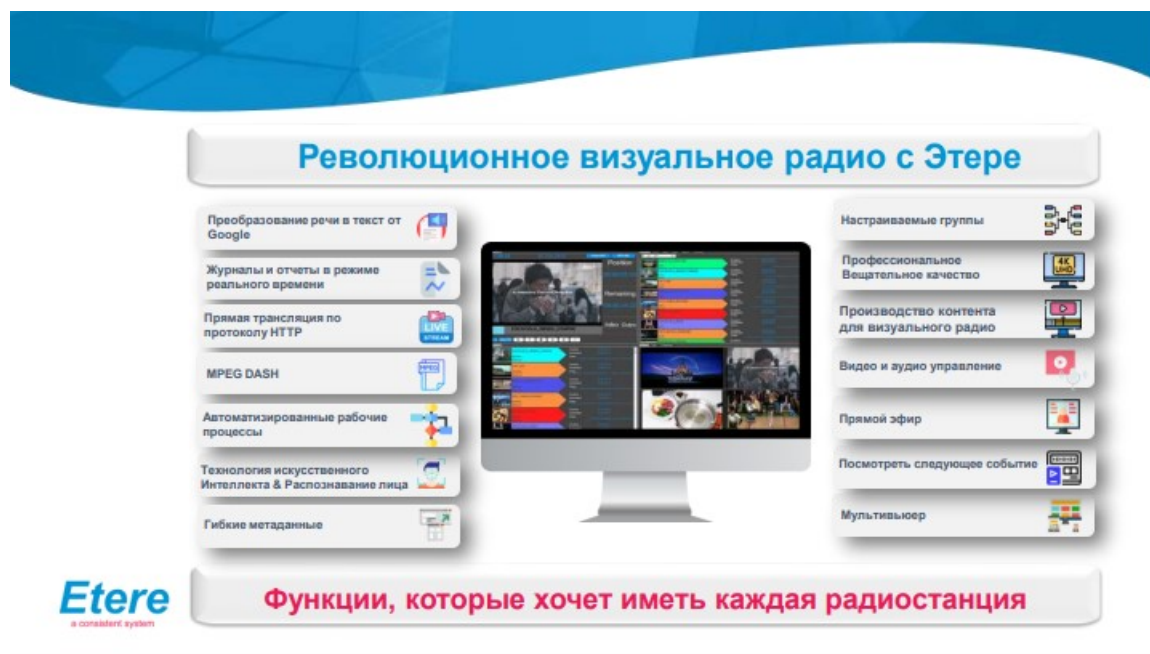 Революционное визуальное радио с Этере
Преобразование речи в текст от
Google
Журналы и отчеты в режиме
реального времени
Прямая трансляция по
протоколу HTTP
LIVE
STREAM
MPEG DASH
MPEG
Автоматизированные рабочие
процессы
Технология искусственного
Интеллекта & Распознавание лица
Гибкие метаданные
Position
Remaining
Настраиваемые группы
Профессиональное
Вещательное качество
4K
UHD
Производство контента
для визуального радио
Видео и аудио управление
Прямой эфир
Посмотреть следующее событие
Мультивьюер
Etere
a consistent system
Функции, которые хочет иметь каждая радиостанция